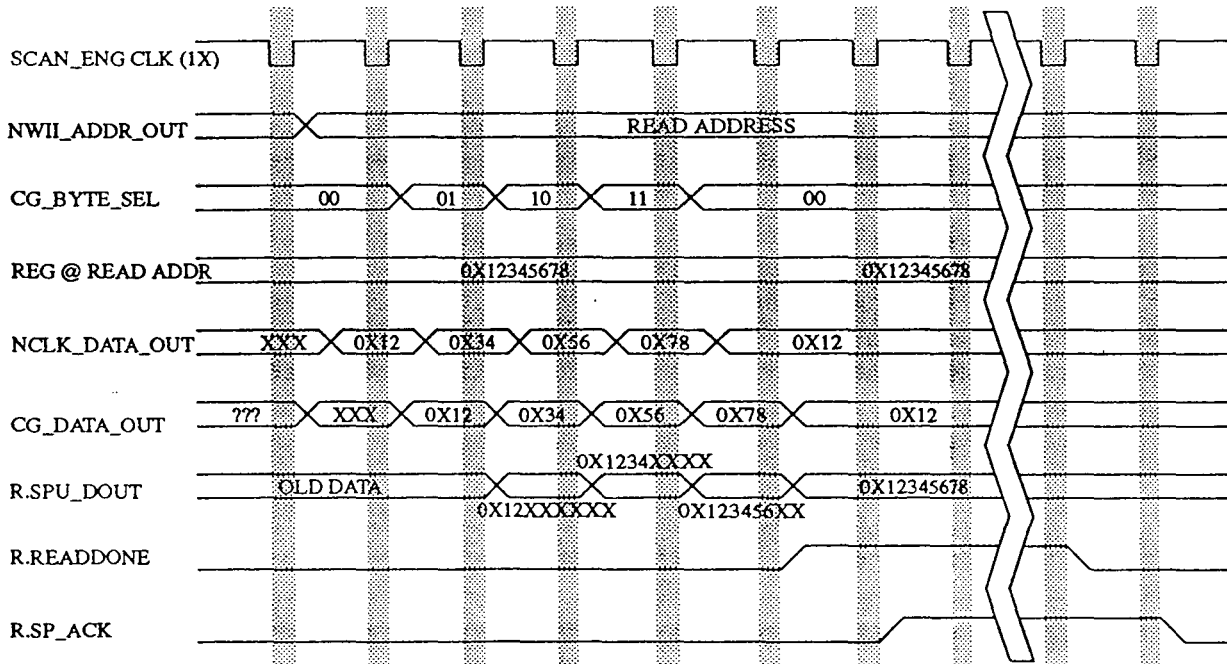 SCAN_ENG CLK (1X)
NWII_ADDR_OUT READ ADDRESS
CG_BYTE_SEL 00 01 10 11 00
REG @ READ ADDR 0X12345678 0X12345678
NCLK_DATA_OUT XXX 0X12 0X34 0X56 0X78 0X12
CG_DATA_OUT ??? XXX 0X12 0X34 0X56 0X78 0X12
0X1234XXXX
R.SPU_DOUT OLD DATA 0X12345678
0X12XXXXXX 0X123456XX
R.READDONE
R.SP_ACK